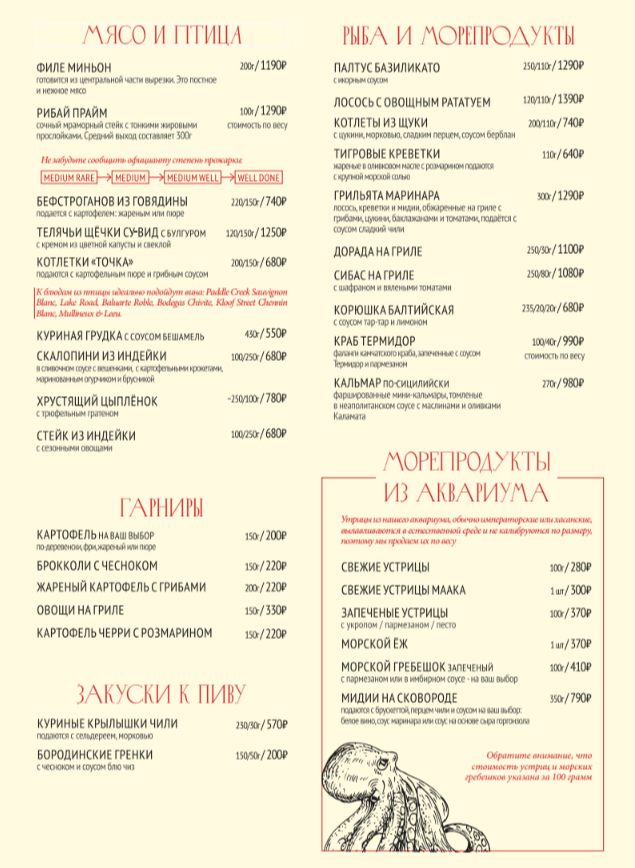 МЯСО И ПТИЦА
ФИЛЕ МИНЬОН 200г/1190₽
готовится из центральной части вырезки. Это постное
и нежное мясо
РИБАЙ ПРАЙМ 100г/1290₽
сочный мраморный стейк с тонкими жировыми стоимость по весу
прослойками. Средний выход составляет 300г
Не забудьте сообщить официанту степень прожарки:
MEDIUM RARE MEDIUM MEDIUM WELL WELL DONE
БЕФСТРОГАНОВ ИЗ ГОВЯДИНЫ 220/150г/740₽
подается с картофелем: жареным или пюре
ТЕЛЯЧЬИ ЩЁЧКИ СУ-ВИД С БУЛГУРОМ 120/150г/1250₽
с кремом из цветной капусты и свеклой
КОТЛЕТКИ «ТОЧКА» 200/150г/680₽
подаются с картофельным пюре и грибным соусом
К блюдам из птицы идеально подойдут вина: Puddle Creek Sauvignon
Blanc, Lake Road, Baluarte Roble, Bodegas Chivite, Kloof Street Chennin
Blanc, Mullineux & Leeu.
КУРИНАЯ ГРУДКА С СОУСОМ БЕШАМЕЛЬ 430г/550₽
СКАЛОПИНИ ИЗ ИНДЕЙКИ 100/250г/680₽
в сливочном соусе с вешенками, с картофельными крокетами,
маринованным огурчиком и брусникой
ХРУСТЯЩИЙ ЦЫПЛЁНОК ~250/100г/780₽
с трюфельным гратеном
СТЕЙК ИЗ ИНДЕЙКИ 100/250г/680₽
с сезонными овощами
ГАРНИРЫ
КАРТОФЕЛЬ НА ВАШ ВЫБОР 150г/200₽
по-деревенски, фри, жареный или пюре
БРОККОЛИ С ЧЕСНОКОМ 150г/220₽
ЖАРЕНЫЙ КАРТОФЕЛЬ С ГРИБАМИ 200г/220₽
ОВОЩИ НА ГРИЛЕ 150г/330₽
КАРТОФЕЛЬ ЧЕРРИ С РОЗМАРИНОМ 150г/220₽
ЗАКУСКИ К ПИВУ
КУРИНЫЕ КРЫЛЫШКИ ЧИЛИ 230/30г/570₽
подаются с сельдереем, морковью
БОРОДИНСКИЕ ГРЕНКИ 150/50г/200₽
с чесноком и соусом блю чиз
РЫБА И МОРЕПРОДУКТЫ
ПАЛТУС БАЗИЛИКАТО 250/110г/1290₽
с икорным соусом
ЛОСОСЬ С ОВОЩНЫМ РАТАТУЕМ 120/110г/1390₽
КОТЛЕТЫ ИЗ ЩУКИ 200/110г/740₽
с цукини, морковью, сладким перцем, соусом берблан
ТИГРОВЫЕ КРЕВЕТКИ 110г/640₽
жареные в оливковом масле с розмарином подаются
с крупной морской солью
ГРИЛЬЯТА МАРИНАРА 300г/1290₽
лосось, креветки и мидии, обжаренные на гриле с
грибами, цукини, баклажанами и томатами, подаётся с
соусом сладкий чили
ДОРАДА НА ГРИЛЕ 250/30г/1100₽
СИБАС НА ГРИЛЕ 250/80г/1080₽
с шафраном и вялеными томатами
КОРЮШКА БАЛТИЙСКАЯ 235/20/20г/680₽
с соусом тар-тар и лимоном
КРАБ ТЕРМИДОР 100/40г/990₽
фаланги камчатского краба, запеченные с соусом стоимость по весу
Термидор и пармезаном
КАЛЬМАР ПО-СИЦИЛИЙСКИ 270г/980₽
фаршированные мини-кальмары, томленые
в неаполитанском соусе с маслинами и оливками
Каламата
МОРЕПРОДУКТЫ
ИЗ АКВАРИУМА
Устрицы из нашего аквариума, обычно императорские или хасанские,
вылавливаются в естественной среде и не калибруются по размеру,
поэтому мы продаем их по весу
СВЕЖИЕ УСТРИЦЫ 100г/280₽
СВЕЖИЕ УСТРИЦЫ МААКА 1 шт/300₽
ЗАПЕЧЕНЫЕ УСТРИЦЫ 100г/370₽
с укропом / пармезаном / песто
МОРСКОЙ ЁЖ 1 шт/370₽
МОРСКОЙ ГРЕБЕШОК ЗАПЕЧЕНЫЙ 100г/410₽
с пармезаном или в имбирном соусе - на ваш выбор
МИДИИ НА СКОВОРОДЕ 350г/790₽
подаются с брускеттой, перцем чили и соусом на ваш выбор:
белое вино, соус маринара или соус на основе сыра горгонзола
Обратите внимание, что
стоимость устриц и морских
гребешков указана за 100 грамм